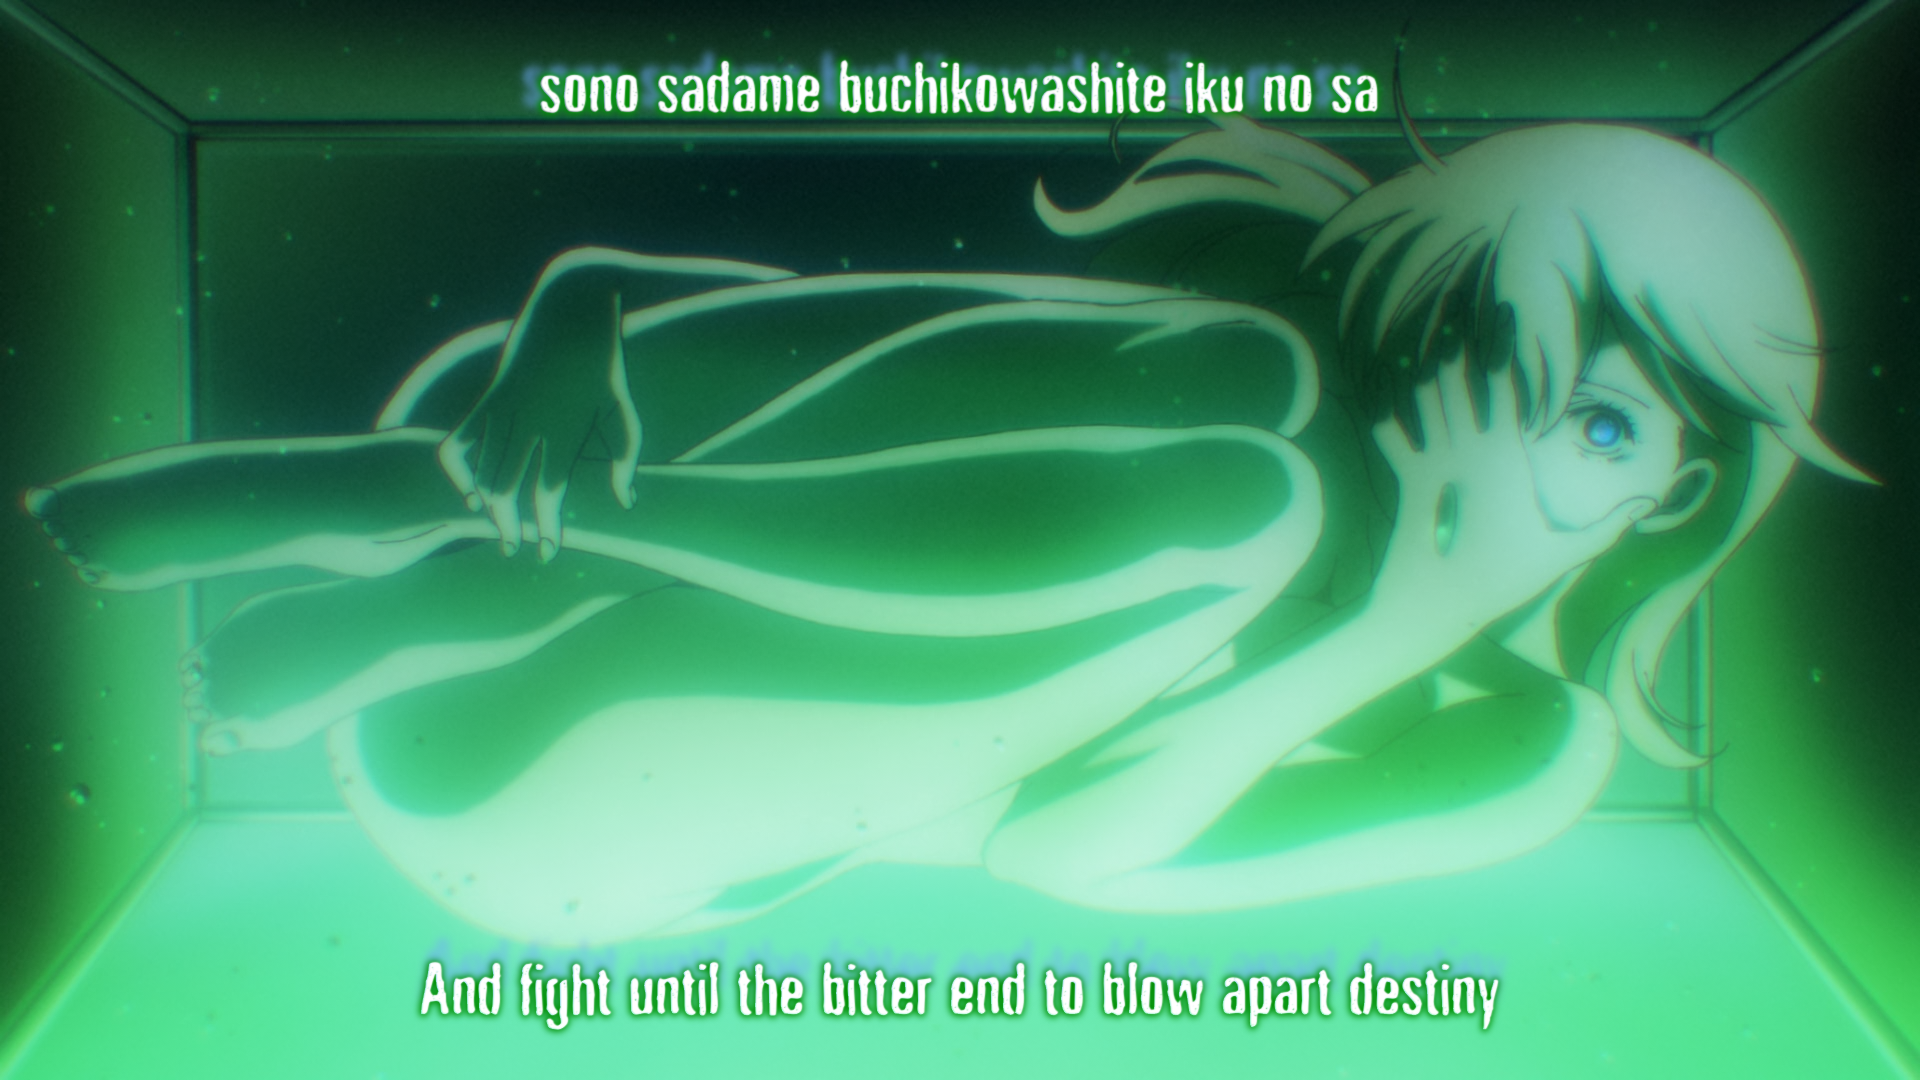 sono sadame buchikowashite iku no sa
And fight until the bitter end to blow apart destiny